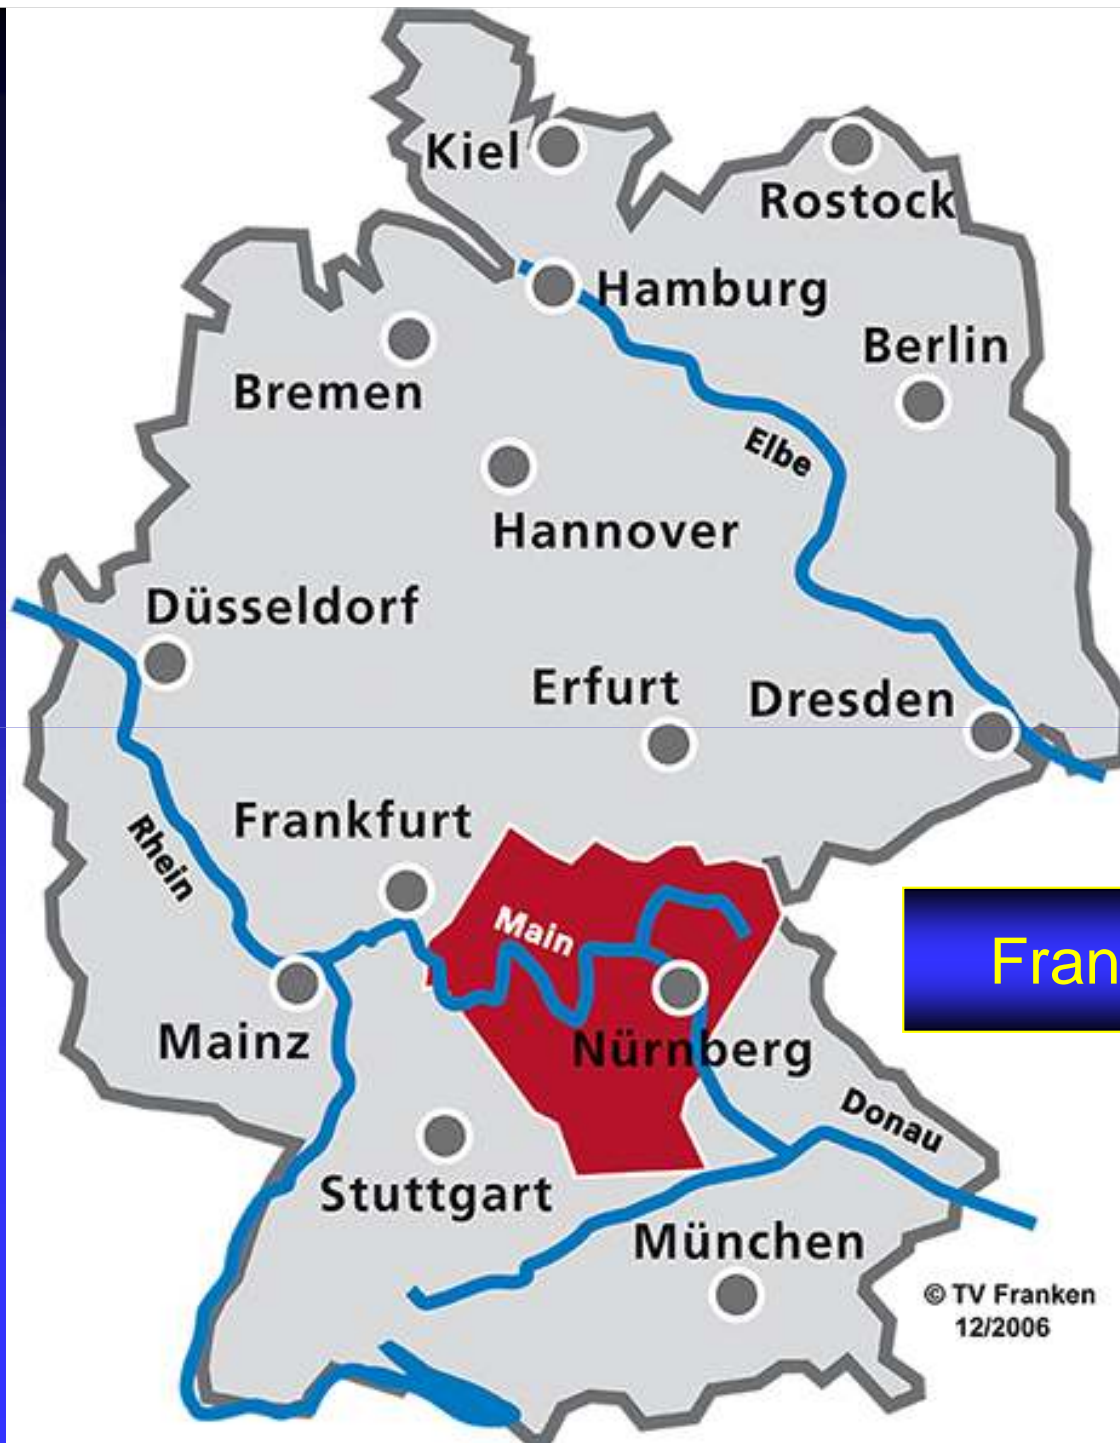 Kiel
Rostock
Hamburg
Berlin
Bremen
Elbe
Hannover
Düsseldorf
Erfurt
Dresden
Frankfurt
Rhein
Main
Fran
Mainz
Nürnberg
Donau
Stuttgart
München
© TV Franken
12/2006